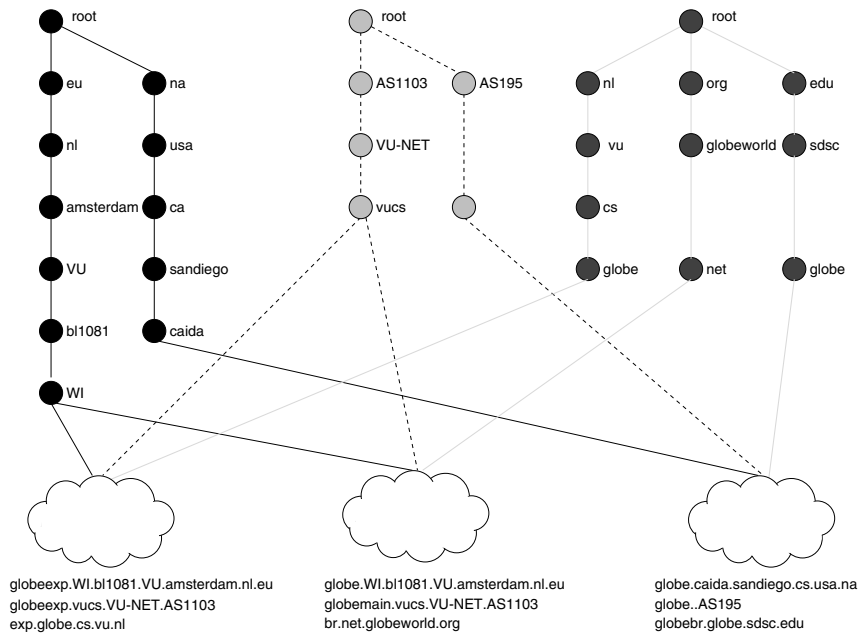 root root root
eu na AS1103 AS195 nl org edu
nl usa VU-NET vu globeworld sdsc
amsterdam ca vucs cs
VU sandiego globe net globe
bl1081 caida
WI
globeexp.WI.bl1081.VU.amsterdam.nl.eu globe.WI.bl1081.VU.amsterdam.nl.eu globe.caida.sandiego.cs.usa.na
globeexp.vucs.VU-NET.AS1103 globemain.vucs.VU-NET.AS1103 globe..AS195
exp.globe.cs.vu.nl br.net.globeworld.org globebr.globe.sdsc.edu